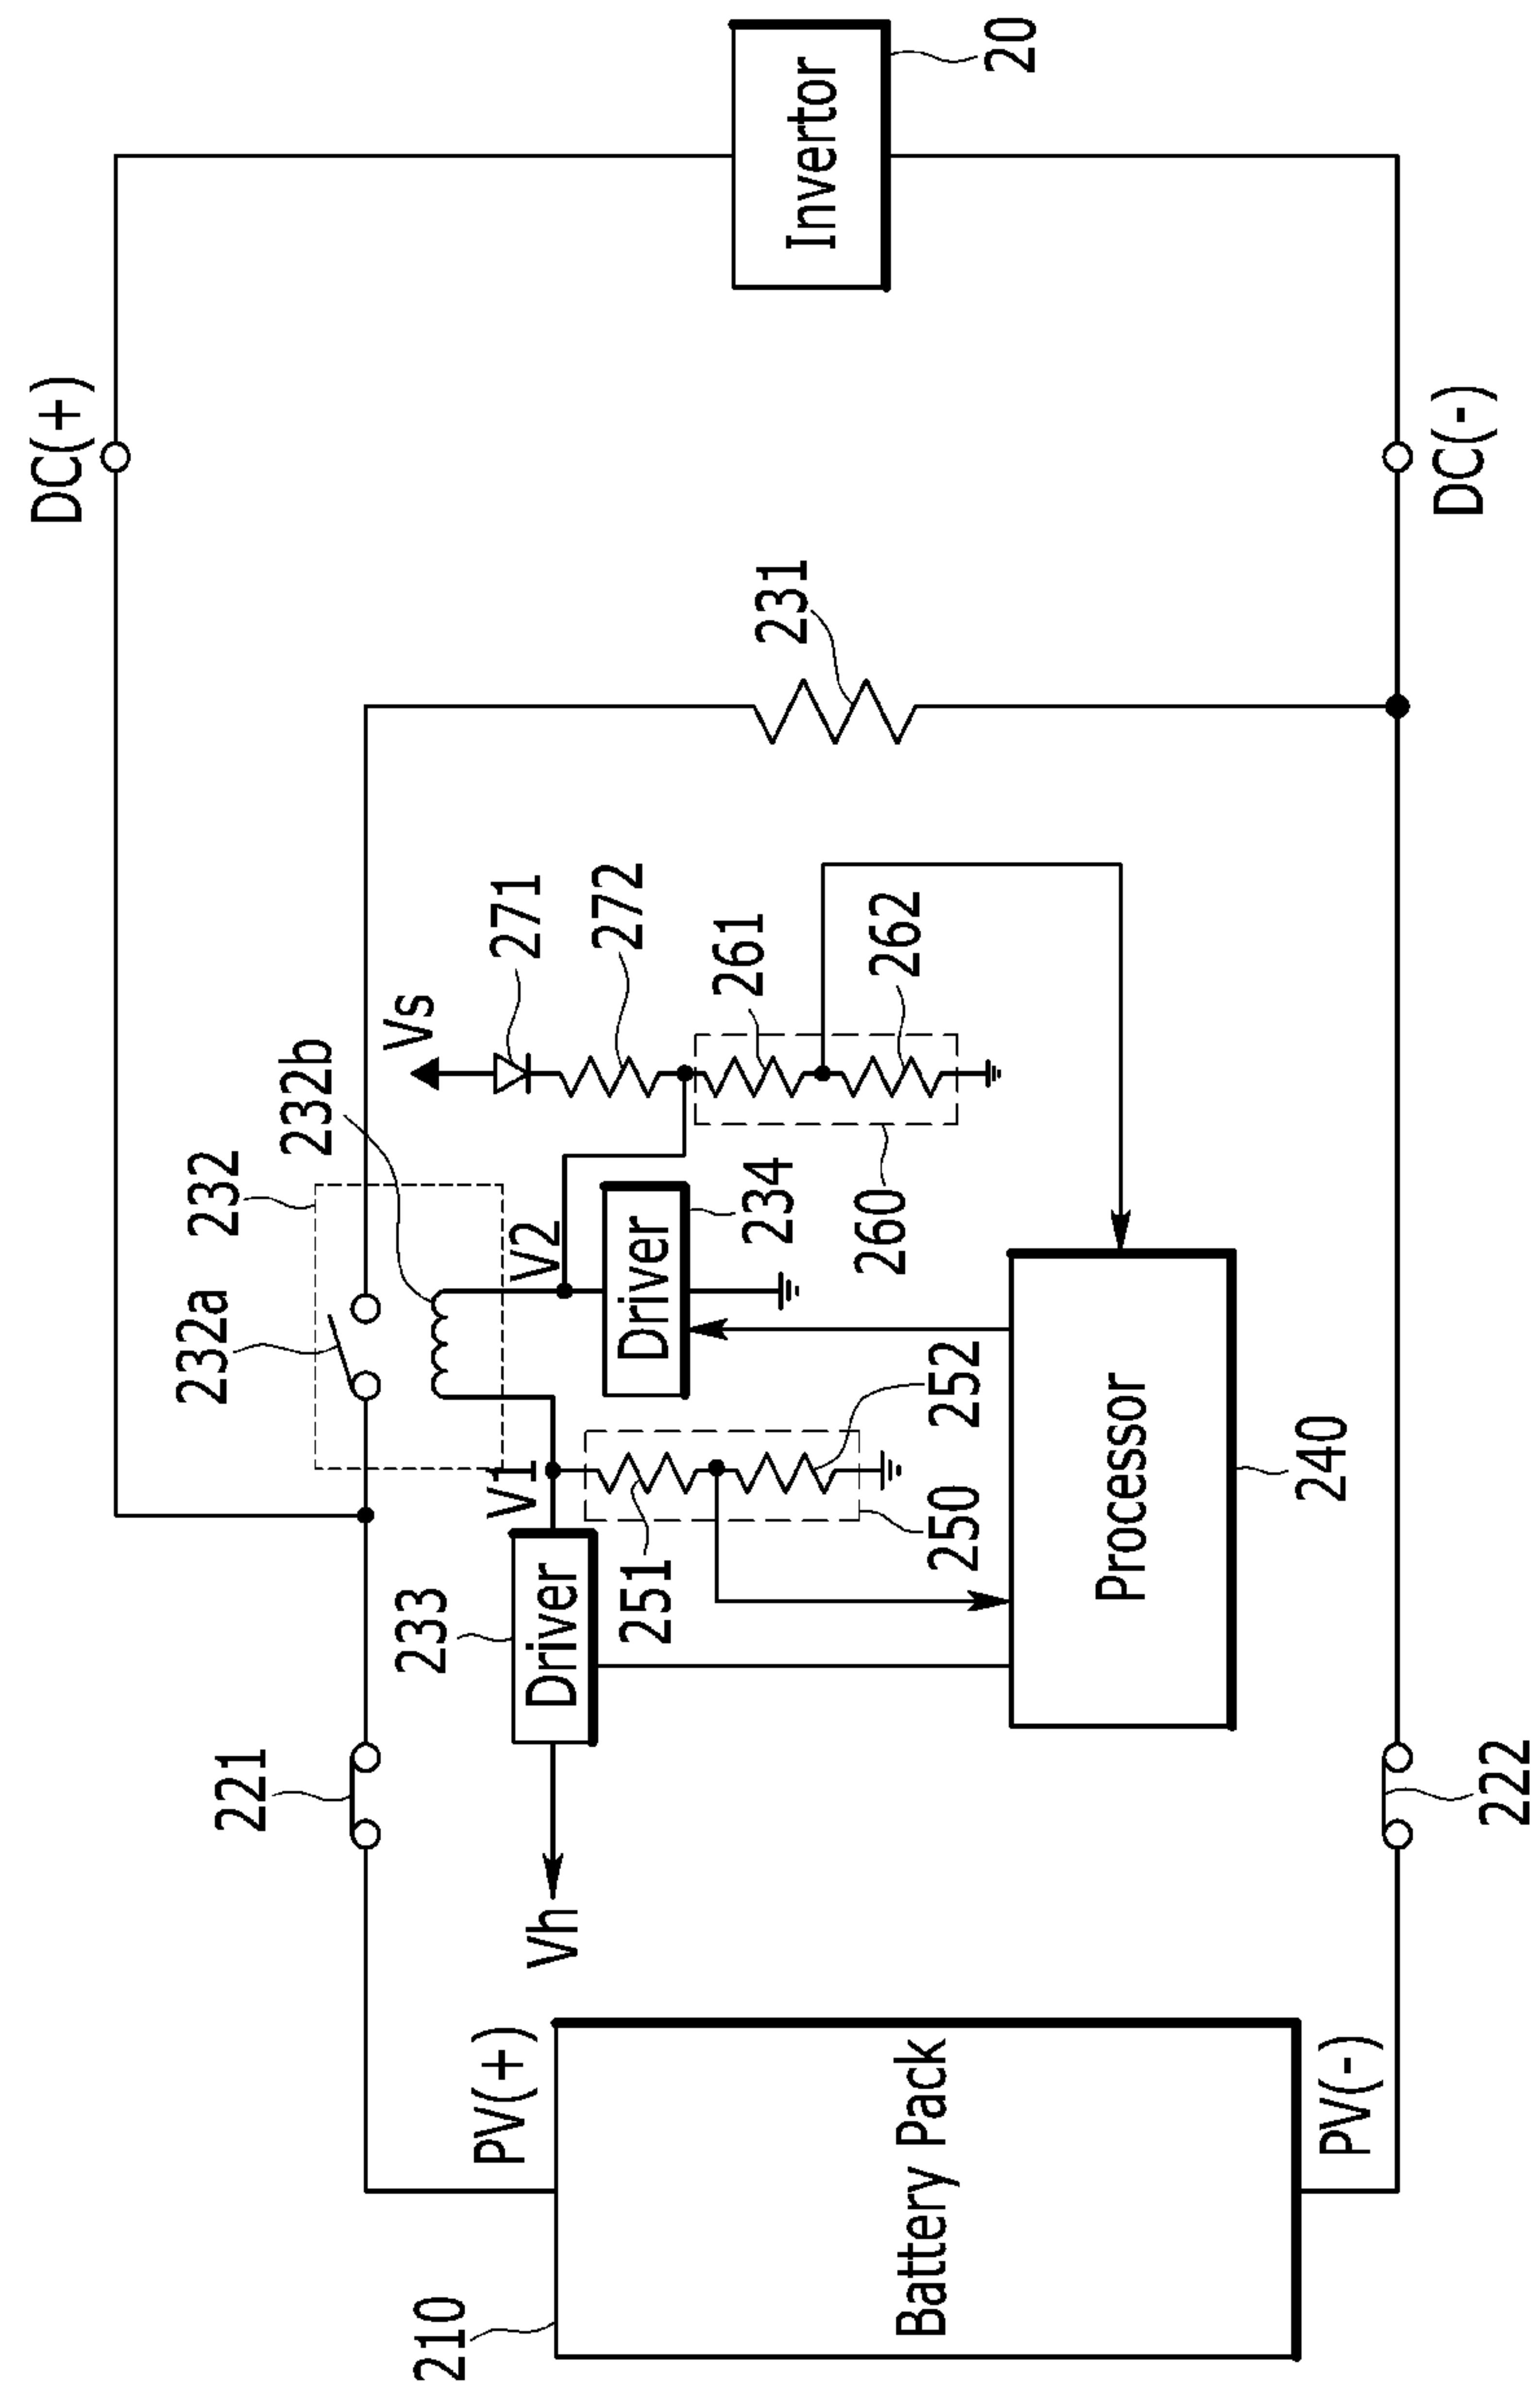 DC(+)
Invertor
20
DC(-)
231
232
232a
232b
Vs
271
272
261
262
260
V2
Driver
234
V1
251
252
250
233
Driver
Vh
Processor
240
221
222
PV(+)
Battery Pack
210
PV(-)